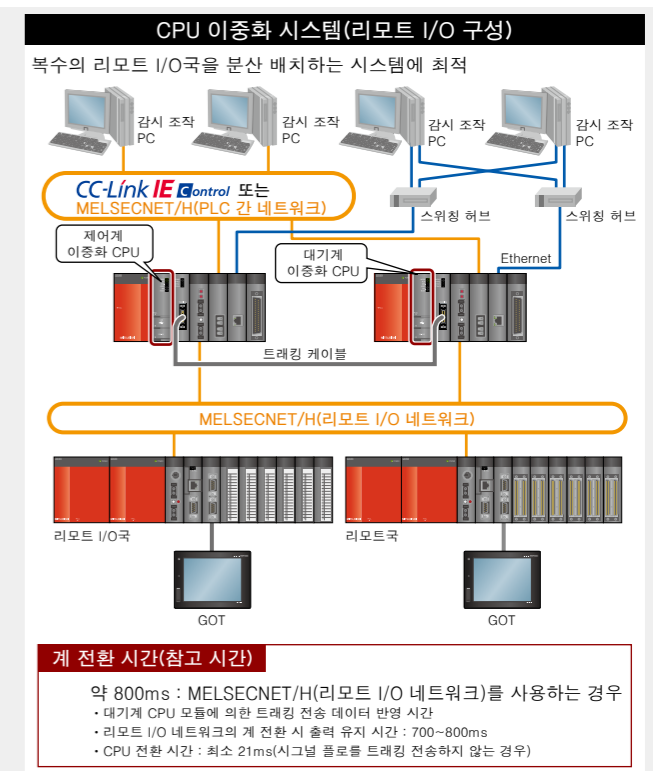 CPU 이중화 시스템(리모트 I/O 구성)
복수의 리모트 I/O국을 분산 배치하는 시스템에 최적
감시 조작
PC
감시 조작
PC
감시 조작
PC
감시 조작
PC
CC-Link IE Control 또는
MELSECNET/H(PLC 간 네트워크)
스위칭 허브
스위칭 허브
제어계
이중화 CPU
대기계
이중화 CPU
Ethernet
트래킹 케이블
MELSECNET/H(리모트 I/O 네트워크)
리모트 I/O국
리모트국
GOT
GOT
계 전환 시간(참고 시간)
약 800ms : MELSECNET/H(리모트 I/O 네트워크)를 사용하는 경우
・대기계 CPU 모듈에 의한 트래킹 전송 데이터 반영 시간
・리모트 I/O 네트워크의 계 전환 시 출력 유지 시간 : 700~800ms
・CPU 전환 시간 : 최소 21ms(시그널 플로를 트래킹 전송하지 않는 경우)